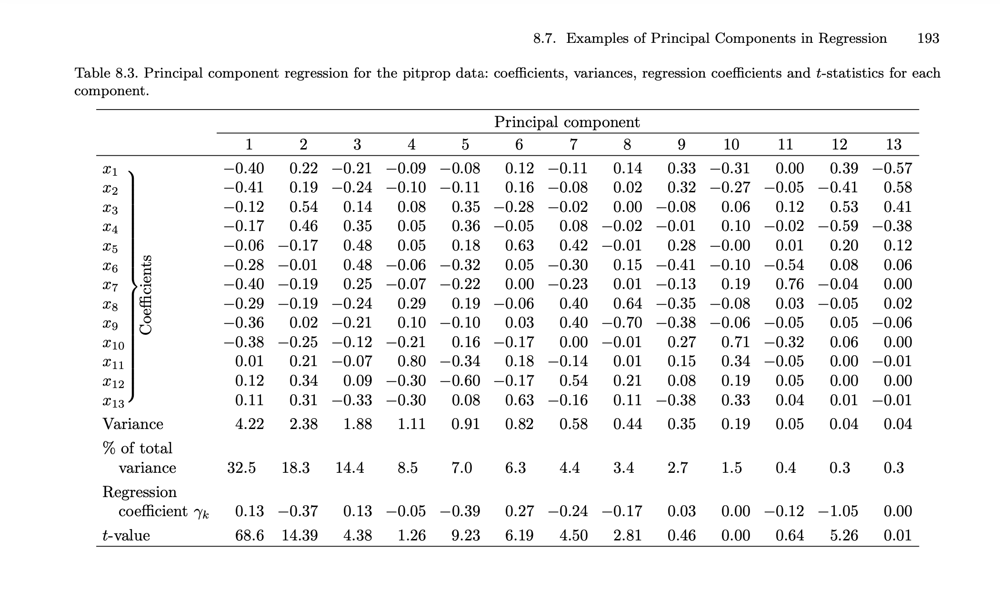 8.7. Examples of Principal Components in Regression 193
Table 8.3. Principal component regression for the pitprop data: coefficients, variances, regression coefficients and t-statistics for each
component.
Principal component
1 2 3 4 5 6 7 8 9 10 11 12 13
x1 −0.40 0.22 −0.21 −0.09 −0.08 0.12 −0.11 0.14 0.33 −0.31 0.00 0.39 −0.57
x2 −0.41 0.19 −0.24 −0.10 −0.11 0.16 −0.08 0.02 0.32 −0.27 −0.05 −0.41 0.58
x3 −0.12 0.54 0.14 0.08 0.35 −0.28 −0.02 0.00 −0.08 0.06 0.12 0.53 0.41
x4 −0.17 0.46 0.35 0.05 0.36 −0.05 0.08 −0.02 −0.01 0.10 −0.02 −0.59 −0.38
x5 −0.06 −0.17 0.48 0.05 0.18 0.63 0.42 −0.01 0.28 −0.00 0.01 0.20 0.12
x6 −0.28 −0.01 0.48 −0.06 −0.32 0.05 −0.30 0.15 −0.41 −0.10 −0.54 0.08 0.06
x7 −0.40 −0.19 0.25 −0.07 −0.22 0.00 −0.23 0.01 −0.13 0.19 0.76 −0.04 0.00
Coefficients
x8 −0.29 −0.19 −0.24 0.29 0.19 −0.06 0.40 0.64 −0.35 −0.08 0.03 −0.05 0.02
x9 −0.36 0.02 −0.21 0.10 −0.10 0.03 0.40 −0.70 −0.38 −0.06 −0.05 0.05 −0.06
x10 −0.38 −0.25 −0.12 −0.21 0.16 −0.17 0.00 −0.01 0.27 0.71 −0.32 0.06 0.00
x11 0.01 0.21 −0.07 0.80 −0.34 0.18 −0.14 0.01 0.15 0.34 −0.05 0.00 −0.01
x12 0.12 0.34 0.09 −0.30 −0.60 −0.17 0.54 0.21 0.08 0.19 0.05 0.00 0.00
x13 0.11 0.31 −0.33 −0.30 0.08 0.63 −0.16 0.11 −0.38 0.33 0.04 0.01 −0.01
Variance 4.22 2.38 1.88 1.11 0.91 0.82 0.58 0.44 0.35 0.19 0.05 0.04 0.04
% of total
variance 32.5 18.3 14.4 8.5 7.0 6.3 4.4 3.4 2.7 1.5 0.4 0.3 0.3
Regression
coefficient γk 0.13 −0.37 0.13 −0.05 −0.39 0.27 −0.24 −0.17 0.03 0.00 −0.12 −1.05 0.00
t-value 68.6 14.39 4.38 1.26 9.23 6.19 4.50 2.81 0.46 0.00 0.64 5.26 0.01